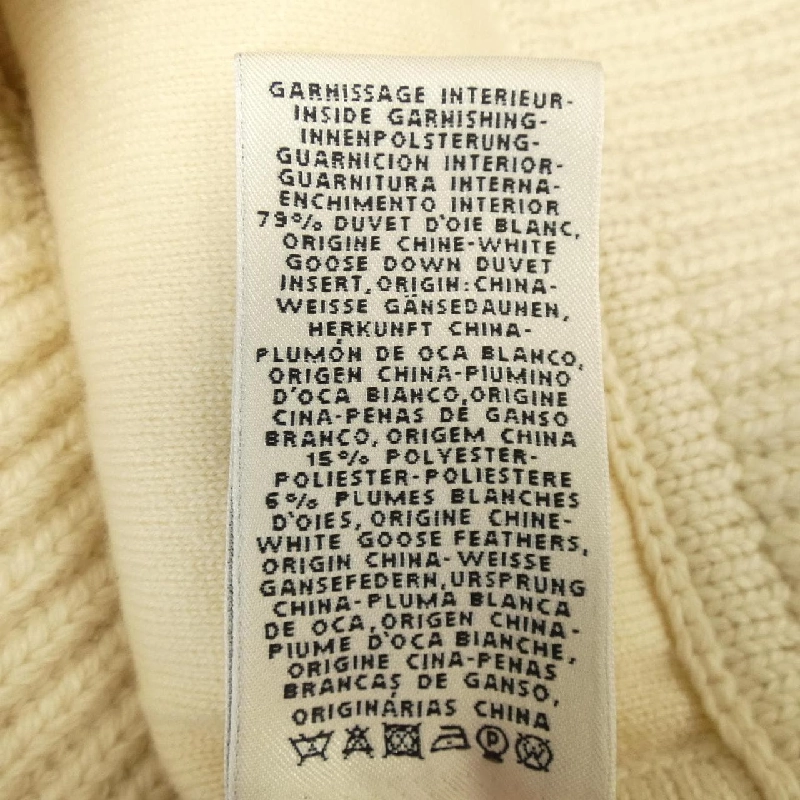 GARNISSAGE INTERIEUR-
INSIDE GARNISHING-
INNENPOLSTERUNG-
GUARNICION INTERIOR-
GUARNITURA INTERNA-
ENCHIMENTO INTERIOR
79% DUVET D'OIE BLANC,
ORIGINE CHINE-WHITE
GOOSE DOWN DUVET
INSERT,ORIGIN:CHINA-
WEISSE GÄNSEDAUNEN,
HERKUNFT CHINA-
PLUMÓN DE OCA BLANCO,
ORIGEN CHINA-PIUMINO
D'OCA BIANCO,ORIGINE
CINA-PENAS DE GANSO
BRANCO, ORIGEM CHINA
15% POLYESTER-
POLIESTER-POLIESTERE
6% PLUMES BLANCHES
D'OIES, ORIGINE CHINE-
WHITE GOOSE FEATHERS,
ORIGIN CHINA-WEISSE
GANSEFEDERN,URSPRUNG
CHINA-PLUMA BLANCA
DE OCA,ORIGEN CHINA-
PIUME D'OCA BIANCHE,
ORIGINE CINA-PENAS
BRANCAS DE GANSO,
ORIGINÁRIAS CHINA
P W